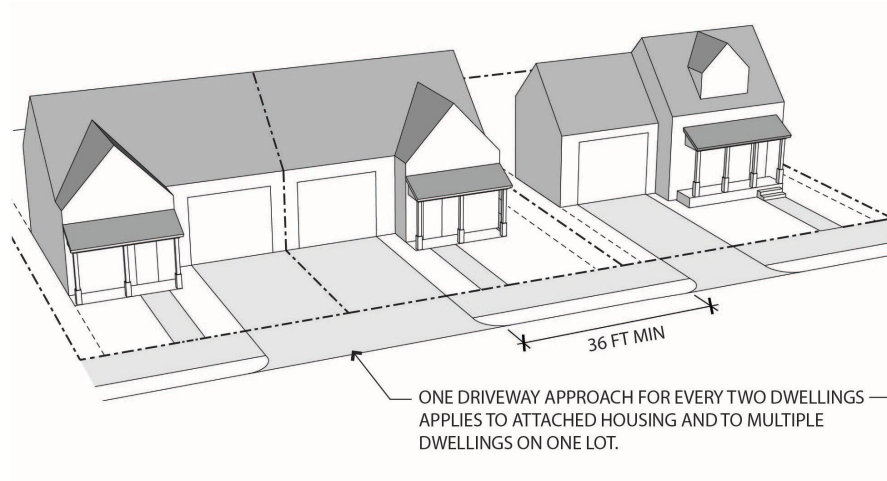 36 FT MIN
ONE DRIVEWAY APPROACH FOR EVERY TWO DWELLINGS
APPLIES TO ATTACHED HOUSING AND TO MULTIPLE
DWELLINGS ON ONE LOT.